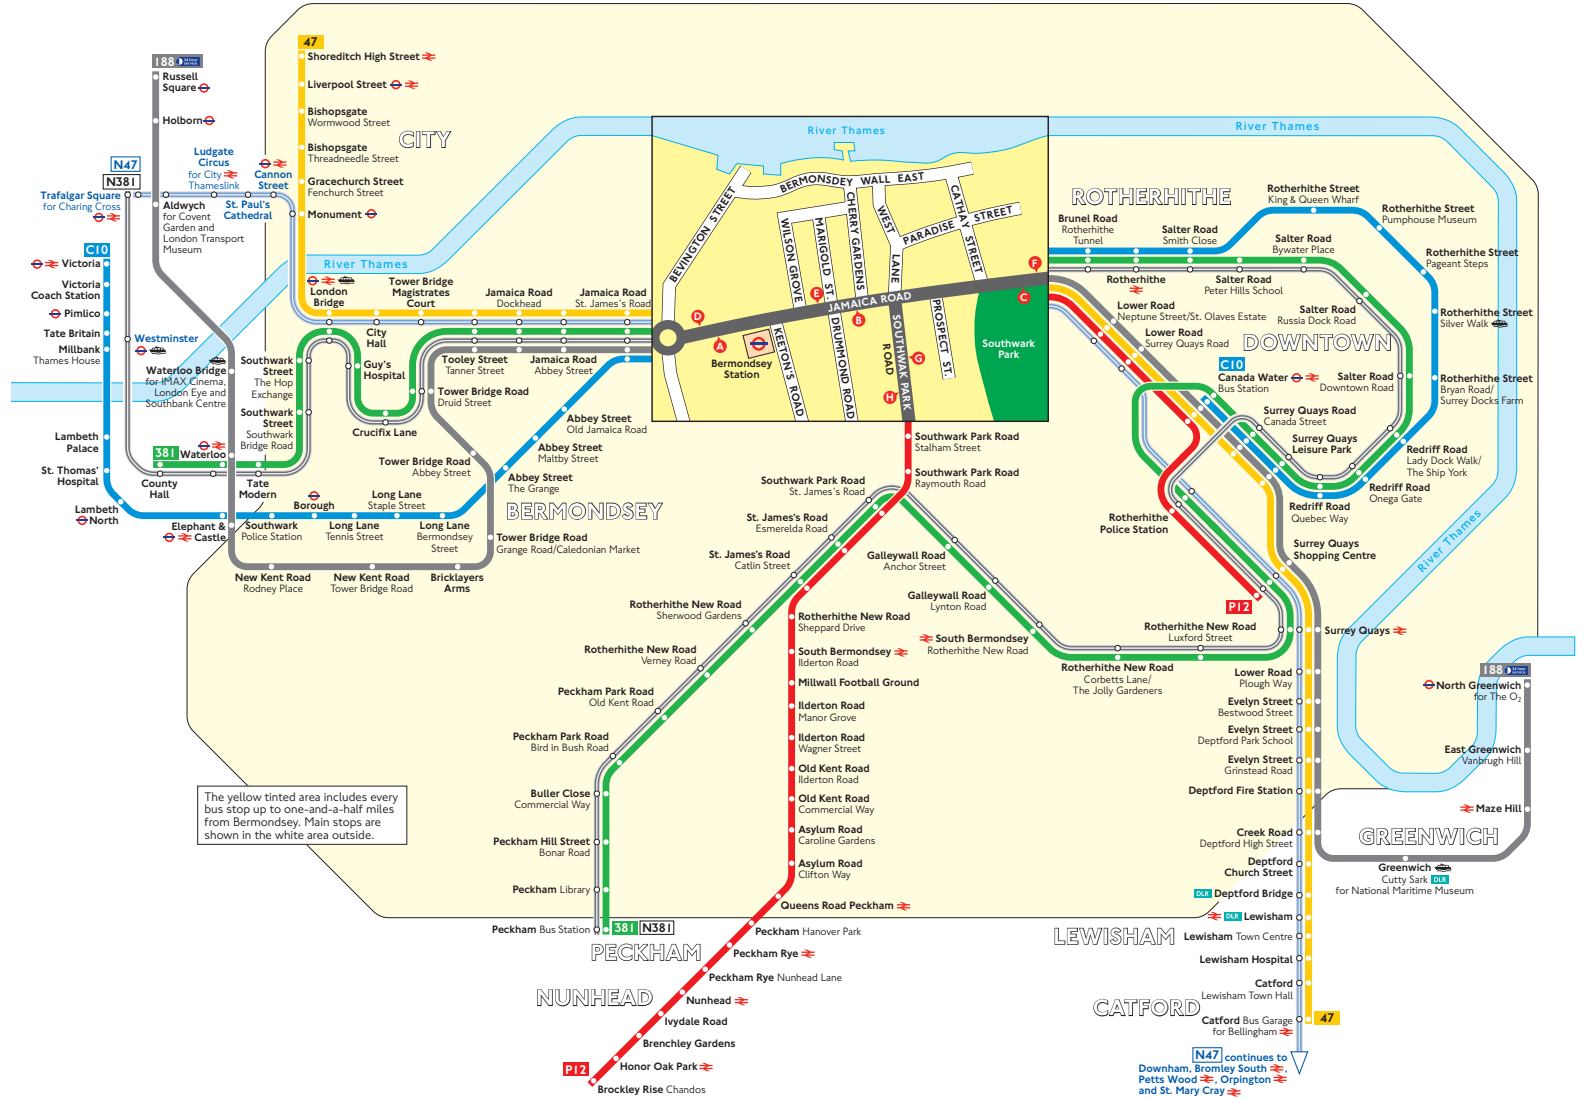 47
Shoreditch High Street
Liverpool Street
Bishopsgate
Wormwood Street
Bishopsgate
Threadneedle Street
Gracechurch Street
Fenchurch Street
Monument
CITY
188 24 hour service
Russell
Square
Holborn
N47
N381
Trafalgar Square
for Charing Cross
Ludgate
Circus
for City
Thameslink
Cannon
Street
St. Paul's
Cathedral
Aldwych
for Covent
Garden and
London Transport
Museum
C10
Victoria
Victoria
Coach Station
Pimlico
Tate Britain
Millbank
Thames House
Westminster
Waterloo Bridge
for IMAX Cinema,
London Eye and
Southbank Centre
Lambeth
Palace
St. Thomas'
Hospital
Lambeth
North
381 Waterloo
County
Hall
Tate
Modern
Elephant &
Castle
Southwark
Police Station
Borough
Long Lane
Tennis Street
Long Lane
Staple Street
Long Lane
Bermondsey
Street
New Kent Road
Rodney Place
New Kent Road
Tower Bridge Road
Bricklayers
Arms
River Thames
London
Bridge
Tower Bridge
Magistrates
Court
Jamaica Road
Dockhead
Jamaica Road
St. James's Road
City
Hall
Southwark
Street
The Hop
Exchange
Southwark
Street
Southwark
Bridge Road
Guy's
Hospital
Crucifix Lane
Tooley Street
Tanner Street
Jamaica Road
Abbey Street
Tower Bridge Road
Druid Street
Tower Bridge Road
Abbey Street
Abbey Street
Old Jamaica Road
Abbey Street
Maltby Street
Abbey Street
The Grange
BERMONDSEY
Tower Bridge Road
Grange Road/Caledonian Market
River Thames
BERMONSDEY WALL EAST
BEVINGTON STREET
WILSON GROVE
MARIGOLD ST.
CHERRY GARDENS
WEST LANE
CATHAY STREET
PARADISE STREET
JAMAICA ROAD
KEETON'S ROAD
DRUMMOND ROAD
SOUTHWAK PARK
ROAD
PROSPECT ST.
A
B
C
D
E
F
G
H
Bermondsey
Station
Southwark
Park
River Thames
ROTHERHITHE
Brunel Road
Rotherhithe
Tunnel
Salter Road
Smith Close
Rotherhithe Street
King & Queen Wharf
Rotherhithe Street
Pumphouse Museum
Salter Road
Bywater Place
Rotherhithe Street
Pageant Steps
Rotherhithe
Salter Road
Peter Hills School
Lower Road
Neptune Street/St. Olaves Estate
Salter Road
Russia Dock Road
Rotherhithe Street
Silver Walk
Lower Road
Surrey Quays Road
DOWNTOWN
C10
Canada Water
Bus Station
Salter Road
Downtown Road
Rotherhithe Street
Bryan Road/
Surrey Docks Farm
Surrey Quays Road
Canada Street
Surrey Quays
Leisure Park
Redriff Road
Lady Dock Walk/
The Ship York
Redriff Road
Onega Gate
Redriff Road
Quebec Way
Rotherhithe
Police Station
Surrey Quays
Shopping Centre
River Thames
P12
Southwark Park Road
Stalham Street
Southwark Park Road
Raymouth Road
Southwark Park Road
St. James's Road
St. James's Road
Esmerelda Road
St. James's Road
Catlin Street
Galleywall Road
Anchor Street
Galleywall Road
Lynton Road
Rotherhithe New Road
Sherwood Gardens
Rotherhithe New Road
Verney Road
Peckham Park Road
Old Kent Road
Peckham Park Road
Bird in Bush Road
Buller Close
Commercial Way
Peckham Hill Street
Bonar Road
Peckham Library
Peckham Bus Station
381 N381
PECKHAM
Rotherhithe New Road
Sheppard Drive
South Bermondsey
Ilderton Road
Millwall Football Ground
Ilderton Road
Manor Grove
Ilderton Road
Wagner Street
Old Kent Road
Ilderton Road
Old Kent Road
Commercial Way
Asylum Road
Caroline Gardens
Asylum Road
Clifton Way
Queens Road Peckham
Peckham Hanover Park
Peckham Rye
Peckham Rye Nunhead Lane
NUNHEAD
Nunhead
Ivydale Road
Brenchley Gardens
Honor Oak Park
P12
Brockley Rise Chandos
South Bermondsey
Rotherhithe New Road
Rotherhithe New Road
Luxford Street
Rotherhithe New Road
Corbetts Lane/
The Jolly Gardeners
Surrey Quays
Lower Road
Plough Way
Evelyn Street
Bestwood Street
Evelyn Street
Deptford Park School
Evelyn Street
Grinstead Road
Deptford Fire Station
Creek Road
Deptford High Street
Deptford
Church Street
DLR Deptford Bridge
DLR Lewisham
LEWISHAM
Lewisham Town Centre
Lewisham Hospital
Catford
Lewisham Town Hall
CATFORD
Catford Bus Garage
for Bellingham
47
N47 continues to
Downham, Bromley South ,
Petts Wood , Orpington
and St. Mary Cray
188 24 hour service
North Greenwich
for The O2
East Greenwich
Vanbrugh Hill
Maze Hill
GREENWICH
Greenwich
Cutty Sark DLR
for National Maritime Museum
The yellow tinted area includes every
bus stop up to one-and-a-half miles
from Bermondsey. Main stops are
shown in the white area outside.